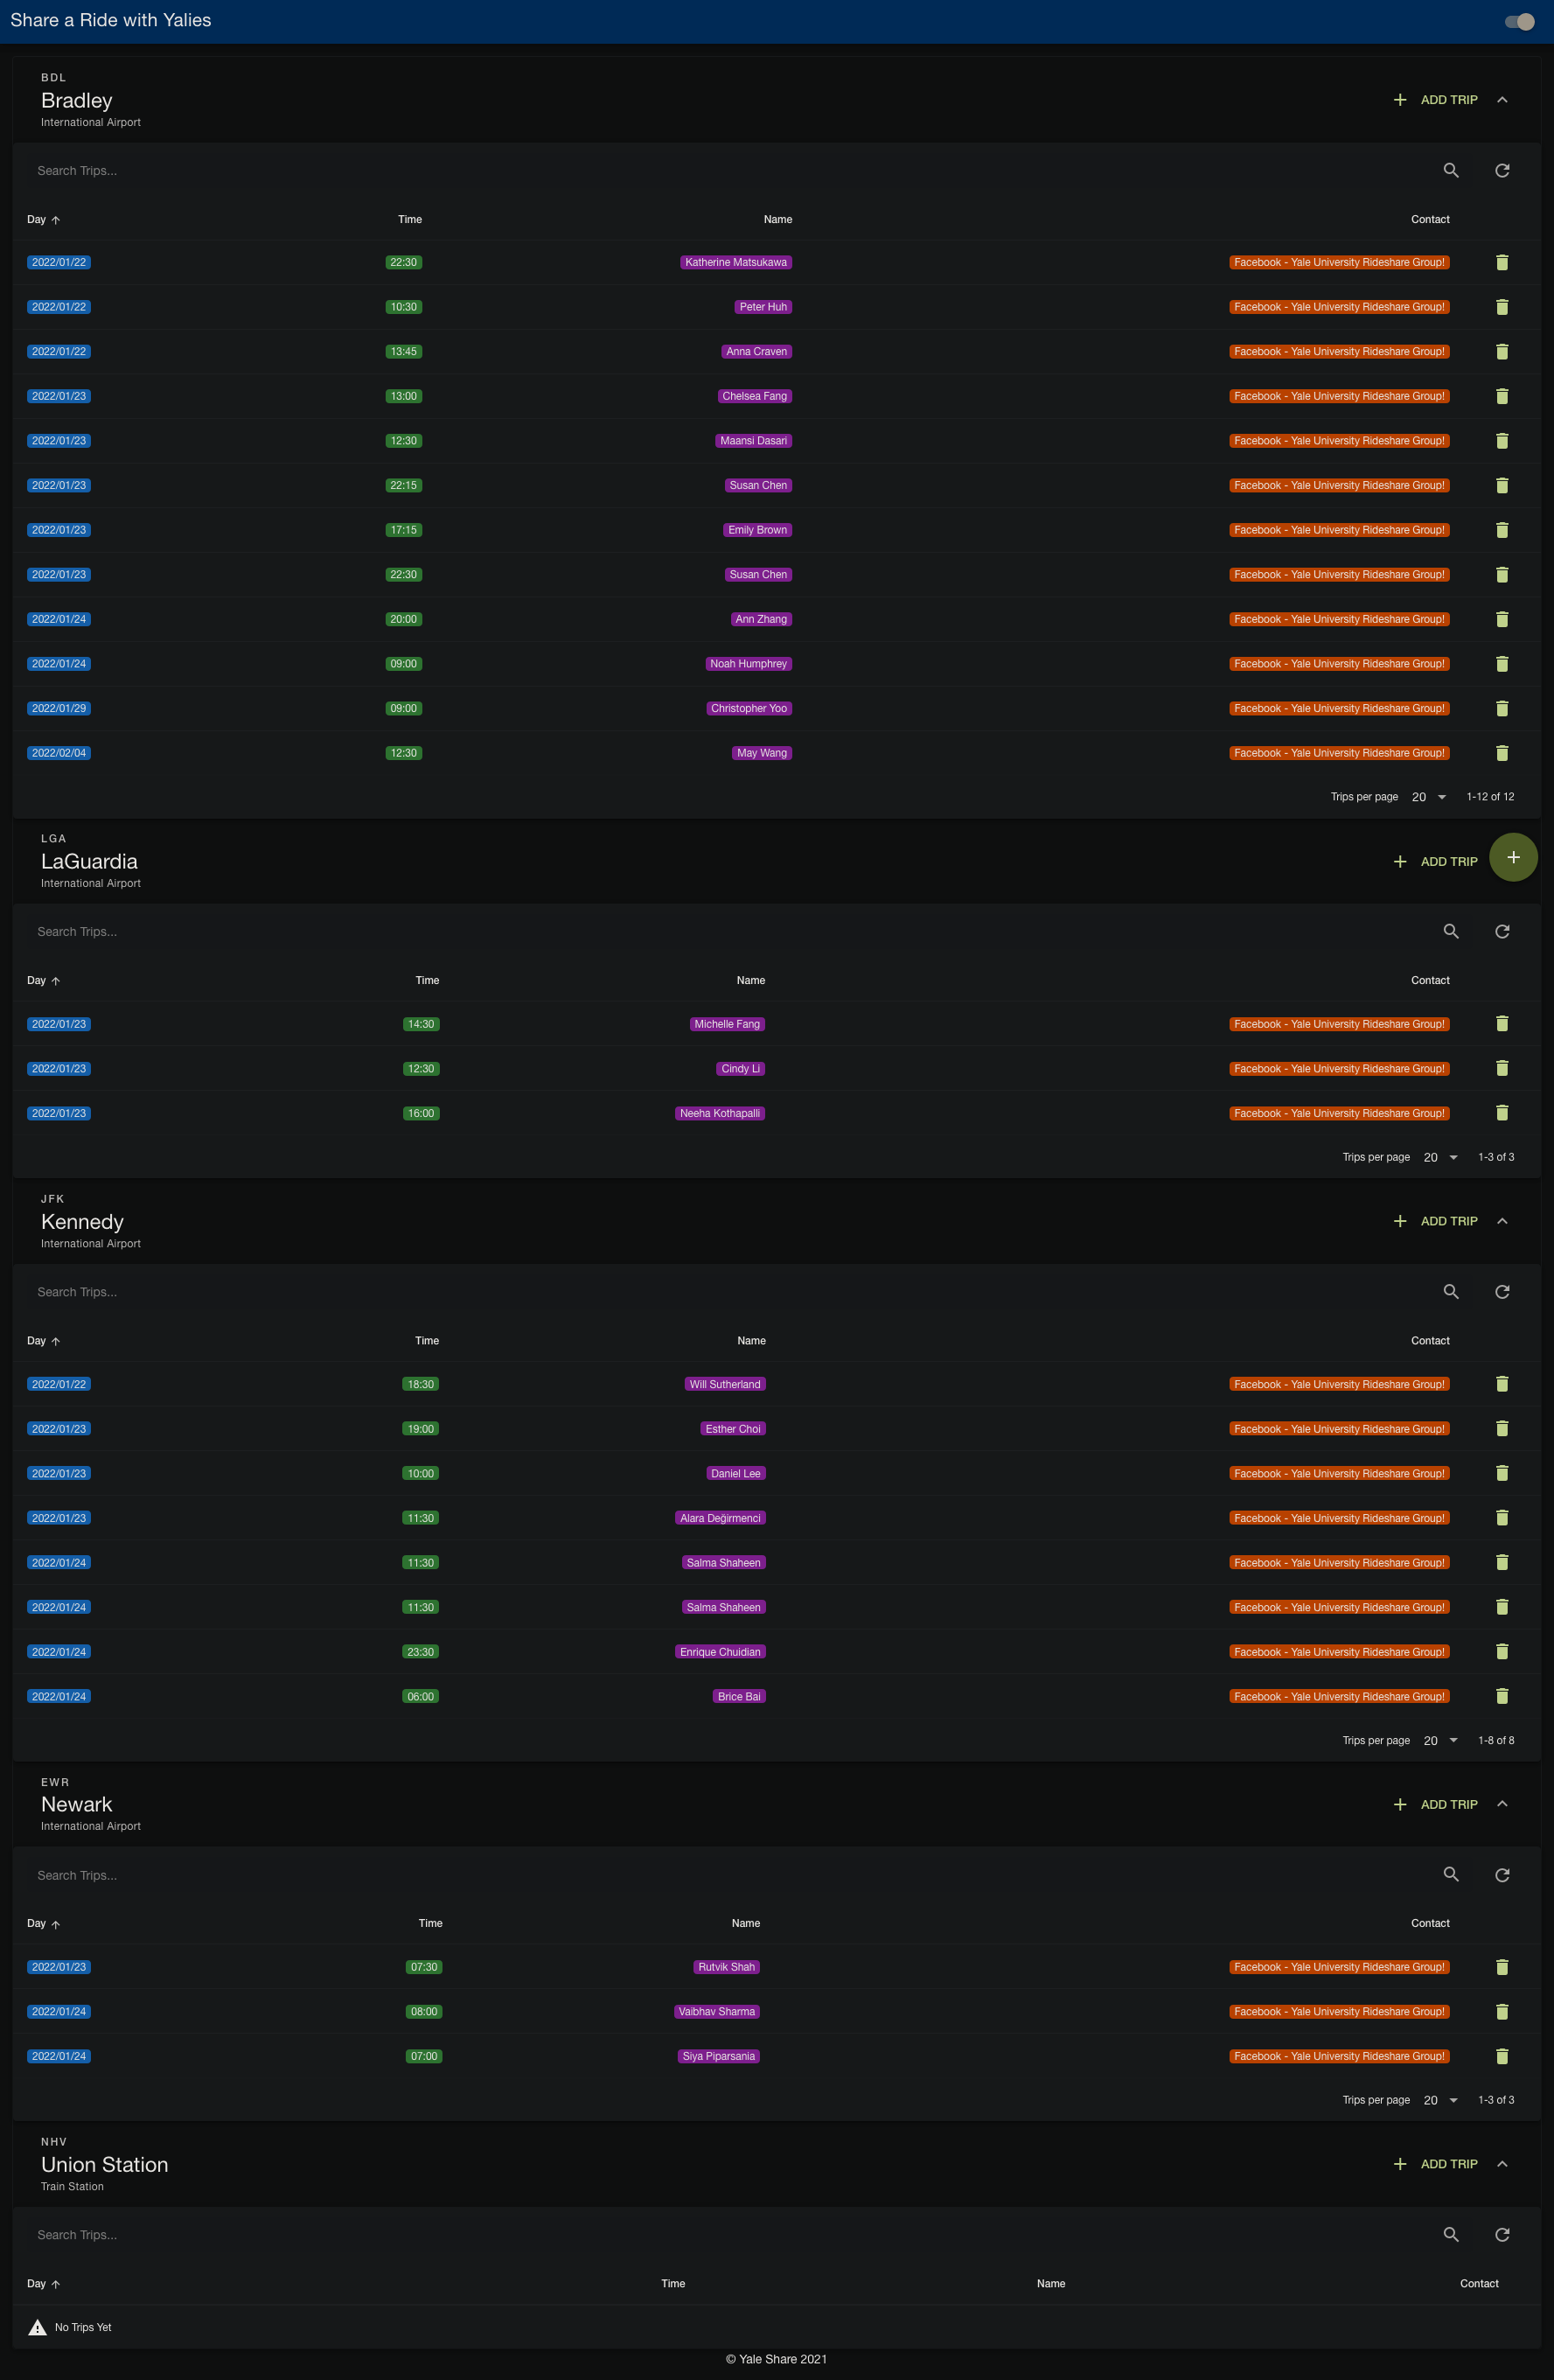 Share a Ride with Yalies
BDL
Bradley
International Airport
ADD TRIP
Search Trips...
Day Time Name Contact
2022/01/22 22:30 Katherine Matsukawa Facebook - Yale University Rideshare Group!
2022/01/22 10:30 Peter Huh Facebook - Yale University Rideshare Group!
2022/01/22 13:45 Anna Craven Facebook - Yale University Rideshare Group!
2022/01/23 13:00 Chelsea Fang Facebook - Yale University Rideshare Group!
2022/01/23 12:30 Maansi Dasari Facebook - Yale University Rideshare Group!
2022/01/23 22:15 Susan Chen Facebook - Yale University Rideshare Group!
2022/01/23 17:15 Emily Brown Facebook - Yale University Rideshare Group!
2022/01/23 22:30 Susan Chen Facebook - Yale University Rideshare Group!
2022/01/24 20:00 Ann Zhang Facebook - Yale University Rideshare Group!
2022/01/24 09:00 Noah Humphrey Facebook - Yale University Rideshare Group!
2022/01/29 09:00 Christopher Yoo Facebook - Yale University Rideshare Group!
2022/02/04 12:30 May Wang Facebook - Yale University Rideshare Group!
Trips per page 20 1-12 of 12
LGA
LaGuardia
International Airport
ADD TRIP
Search Trips...
Day Time Name Contact
2022/01/23 14:30 Michelle Fang Facebook - Yale University Rideshare Group!
2022/01/23 12:30 Cindy Li Facebook - Yale University Rideshare Group!
2022/01/23 16:00 Neeha Kothapalli Facebook - Yale University Rideshare Group!
Trips per page 20 1-3 of 3
JFK
Kennedy
International Airport
ADD TRIP
Search Trips...
Day Time Name Contact
2022/01/22 18:30 Will Sutherland Facebook - Yale University Rideshare Group!
2022/01/23 19:00 Esther Choi Facebook - Yale University Rideshare Group!
2022/01/23 10:00 Daniel Lee Facebook - Yale University Rideshare Group!
2022/01/23 11:30 Alara Değirmenci Facebook - Yale University Rideshare Group!
2022/01/24 11:30 Salma Shaheen Facebook - Yale University Rideshare Group!
2022/01/24 11:30 Salma Shaheen Facebook - Yale University Rideshare Group!
2022/01/24 23:30 Enrique Chuidian Facebook - Yale University Rideshare Group!
2022/01/24 06:00 Brice Bai Facebook - Yale University Rideshare Group!
Trips per page 20 1-8 of 8
EWR
Newark
International Airport
ADD TRIP
Search Trips...
Day Time Name Contact
2022/01/23 07:30 Rutvik Shah Facebook - Yale University Rideshare Group!
2022/01/24 08:00 Vaibhav Sharma Facebook - Yale University Rideshare Group!
2022/01/24 07:00 Siya Piparsania Facebook - Yale University Rideshare Group!
Trips per page 20 1-3 of 3
NHV
Union Station
Train Station
ADD TRIP
Search Trips...
Day Time Name Contact
No Trips Yet
© Yale Share 2021